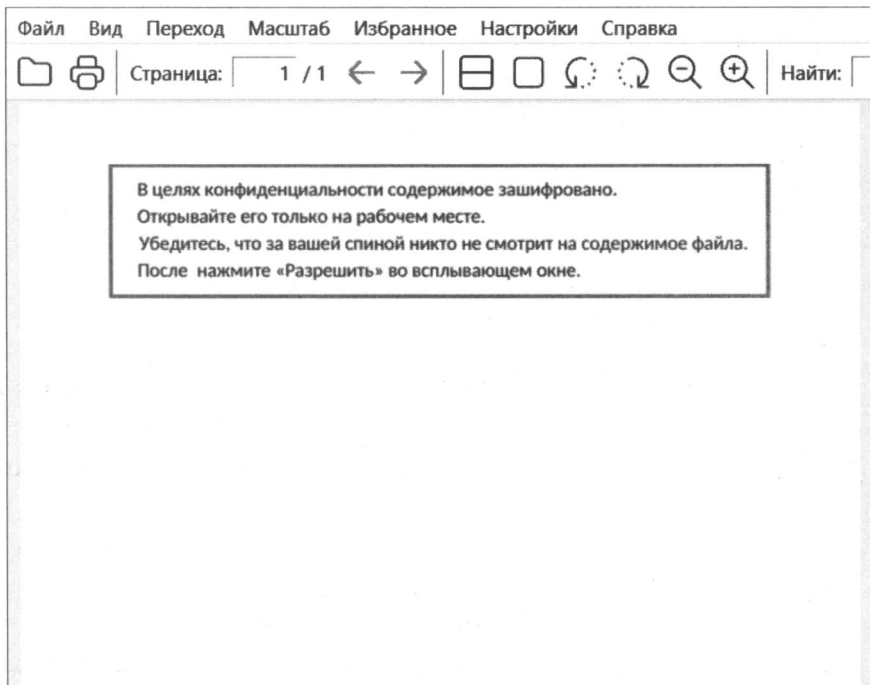 Файл Вид Переход Масштаб Избранное Настройки Справка
Страница: 1 / 1 Найти:
В целях конфиденциальности содержимое зашифровано.
Открывайте его только на рабочем месте.
Убедитесь, что за вашей спиной никто не смотрит на содержимое файла.
После нажмите «Разрешить» во всплывающем окне.